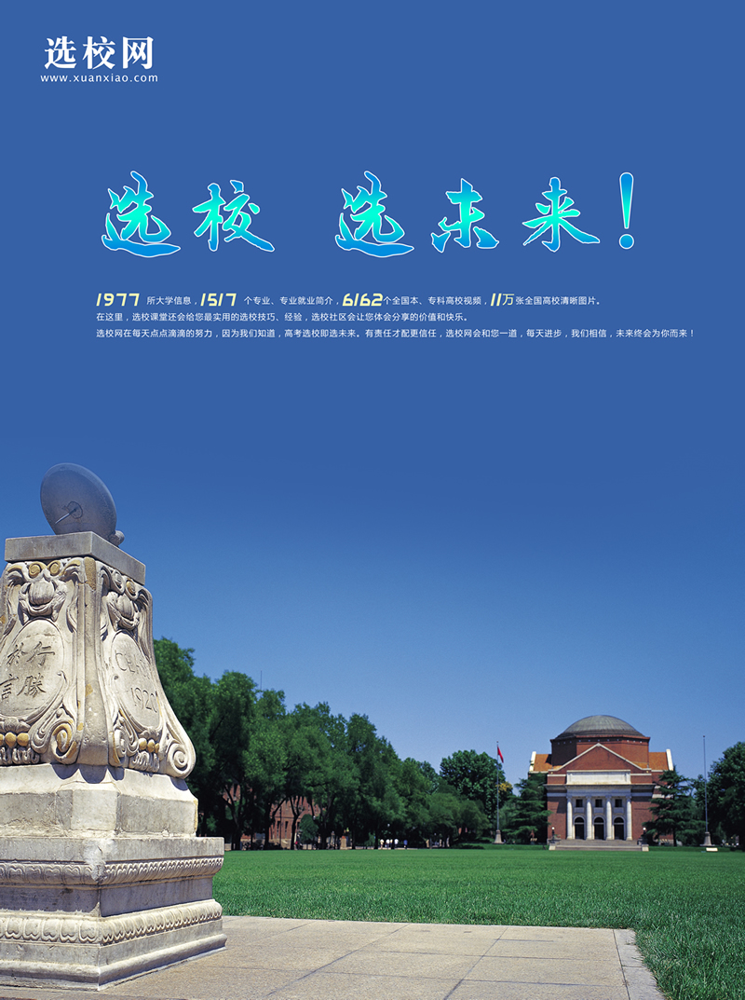 选校网
www.xuanxiao.com
选校 选未来!
1977 所大学信息，1517 个专业、专业就业简介，6162个全国本、专科高校视频，11万张全国高校清晰图片。
在这里，选校课堂还会给您最实用的选校技巧、经验，选校社区会让您体会分享的价值和快乐。
选校网在每天点点滴滴的努力，因为我们知道，高考选校即选未来。有责任才配更信任，选校网会和您一道，每天进步，我们相信，未来终会为你而来！
行勝
於言
1920